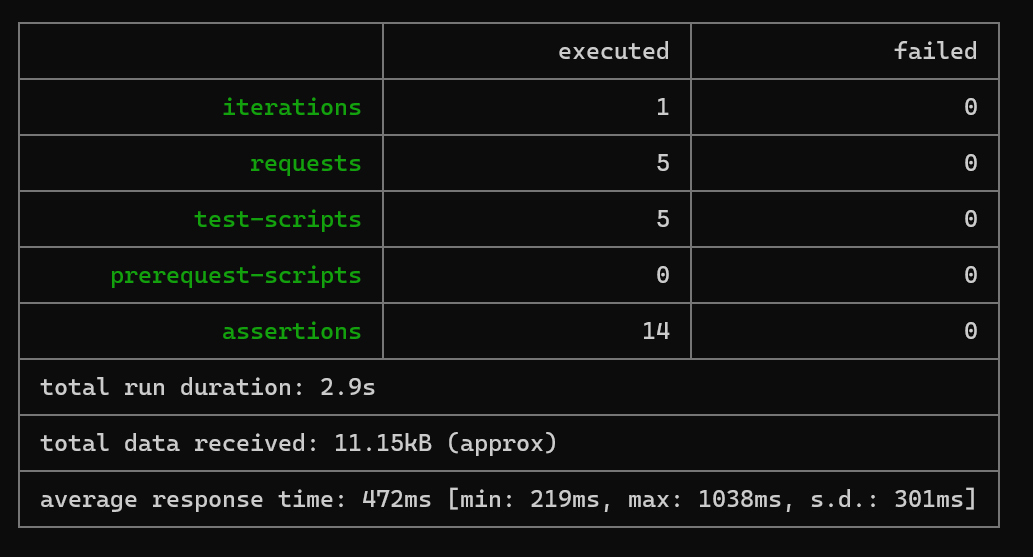 executed failed
iterations 1 0
requests 5 0
test-scripts 5 0
prerequest-scripts 0 0
assertions 14 0
total run duration: 2.9s
total data received: 11.15kB (approx)
average response time: 472ms [min: 219ms, max: 1038ms, s.d.: 301ms]